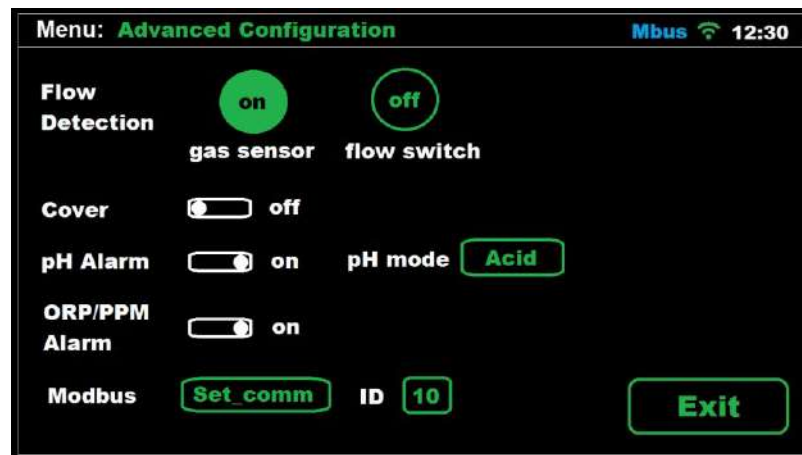 Menu: Advanced Configuration Mbus 12:30
Flow Detection on off
gas sensor flow switch
Cover off
pH Alarm on pH mode Acid
ORP/PPM Alarm on
Modbus Set_comm ID 10
Exit